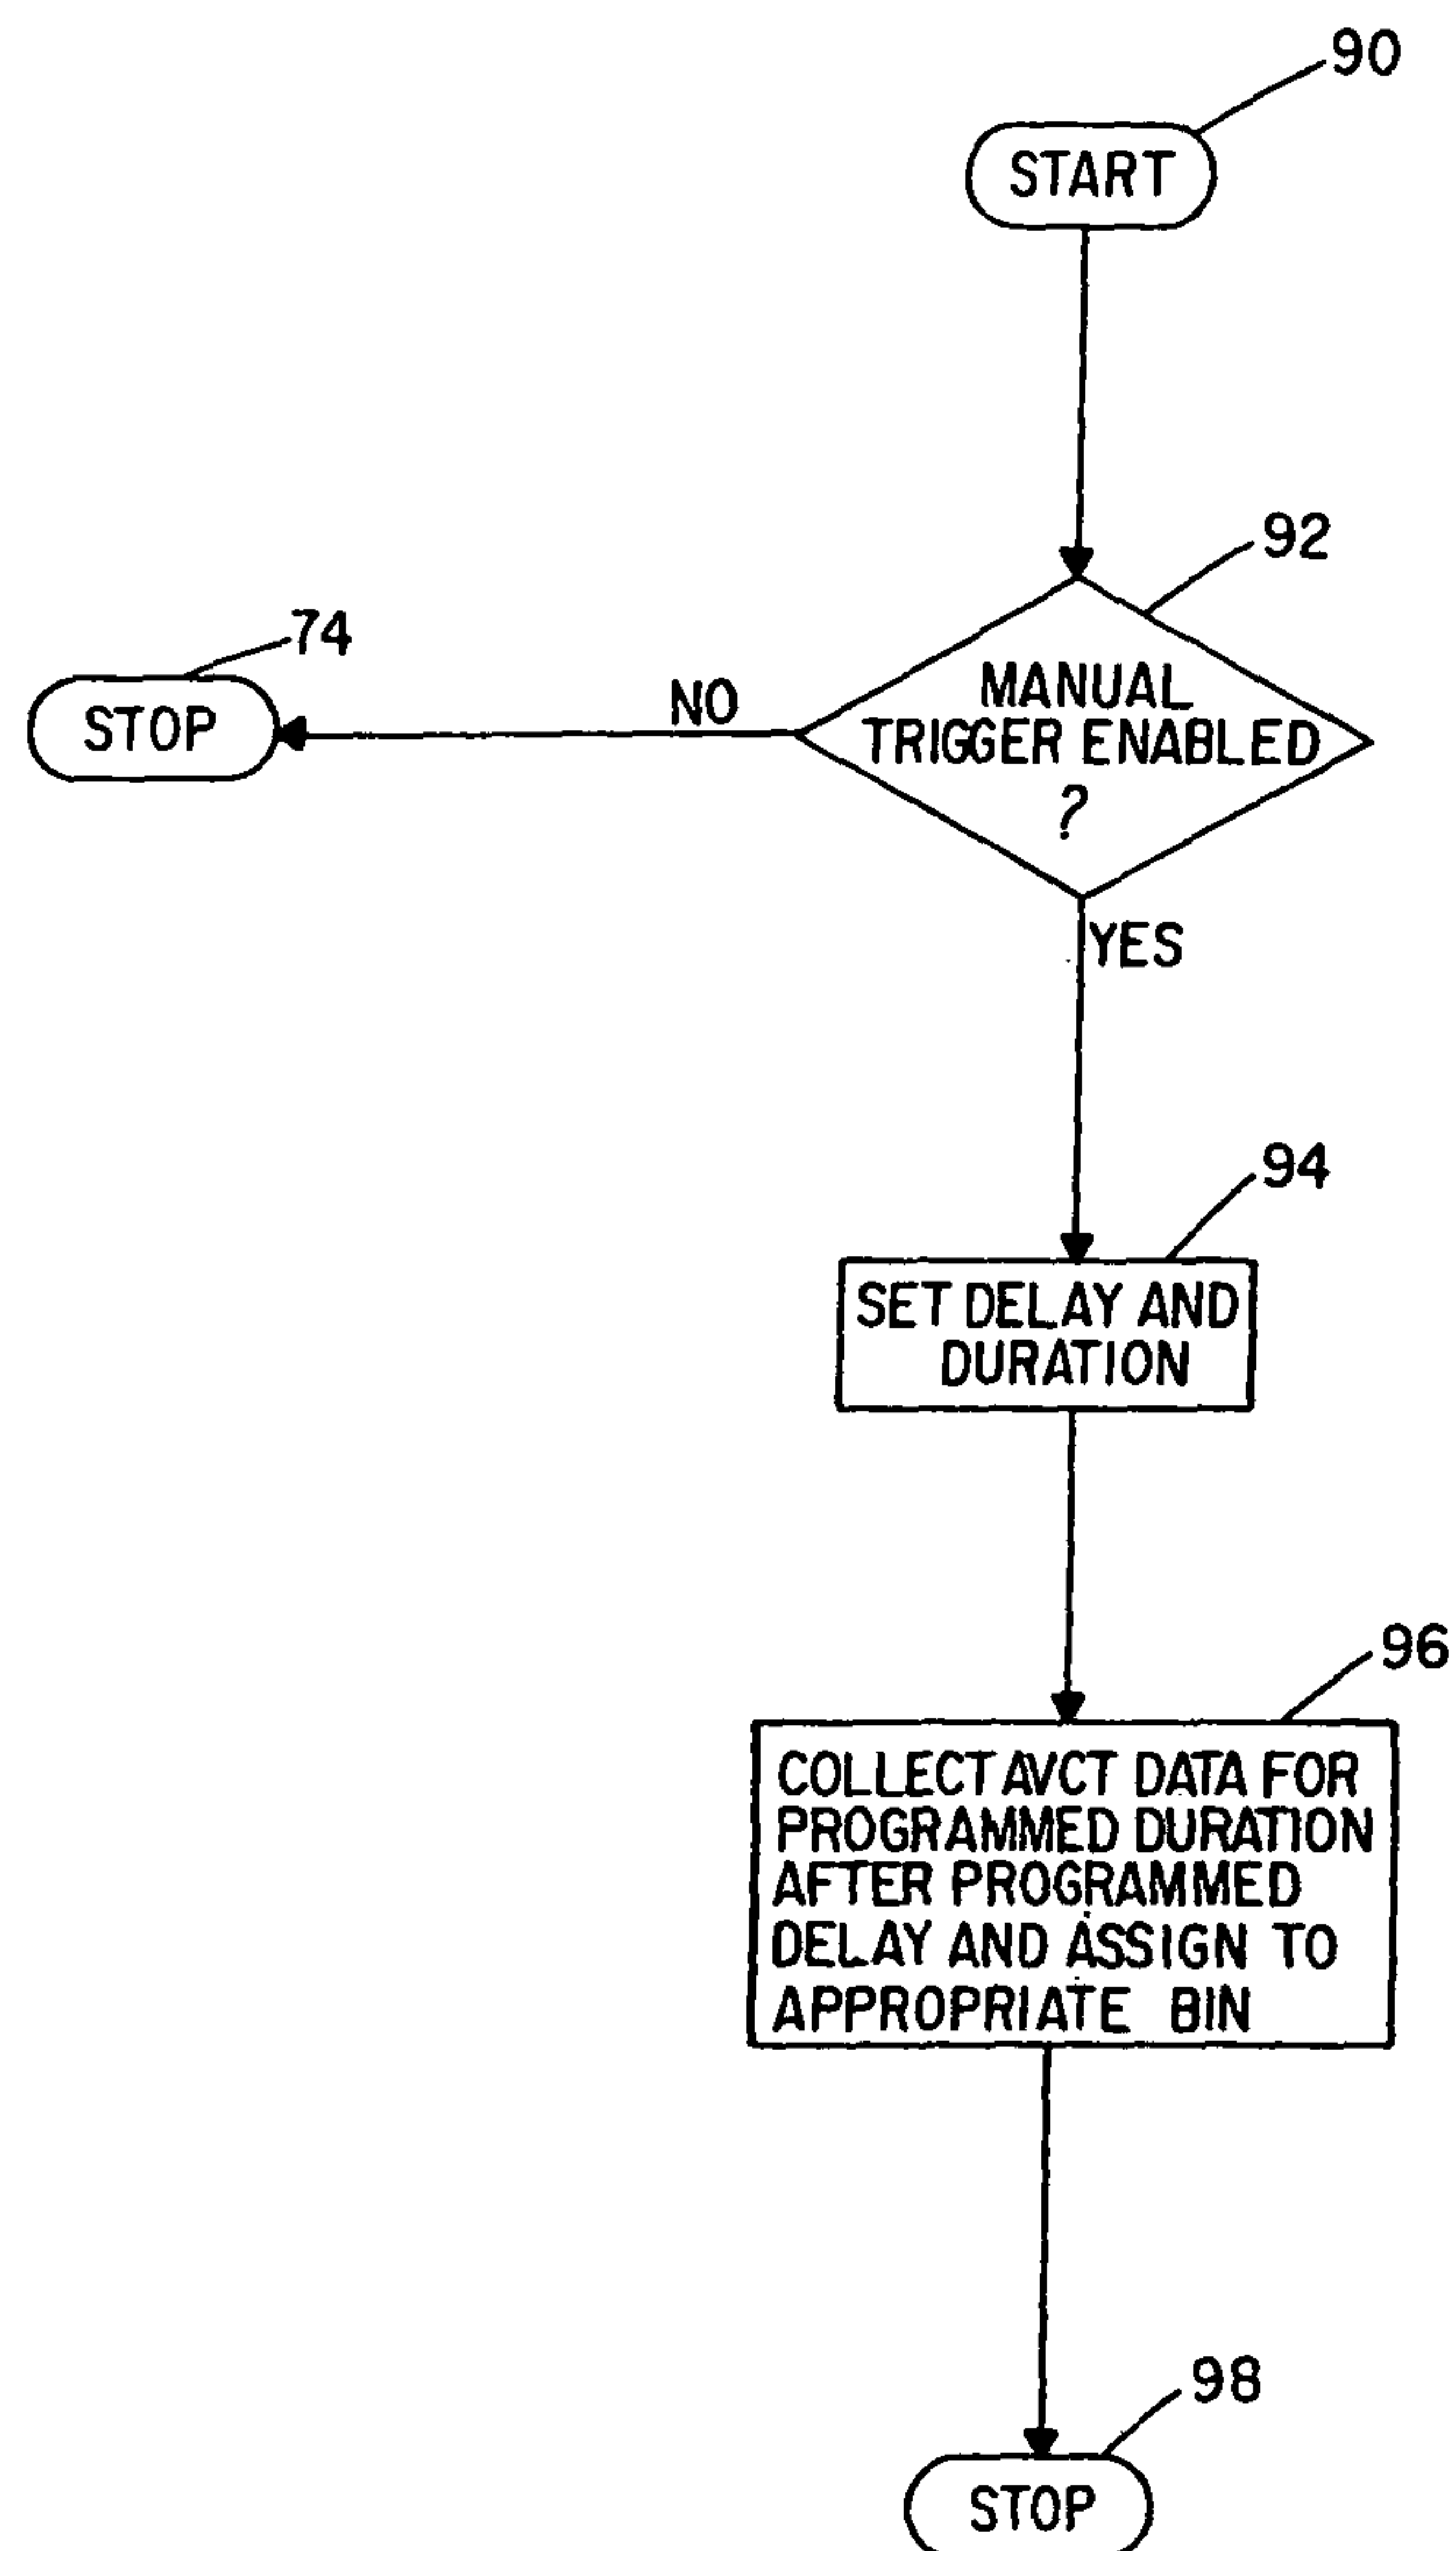 90
START
92
MANUAL
TRIGGER ENABLED
?
74
STOP
NO
YES
94
SET DELAY AND
DURATION
96
COLLECT AVCT DATA FOR
PROGRAMMED DURATION
AFTER PROGRAMMED
DELAY AND ASSIGN TO
APPROPRIATE BIN
98
STOP